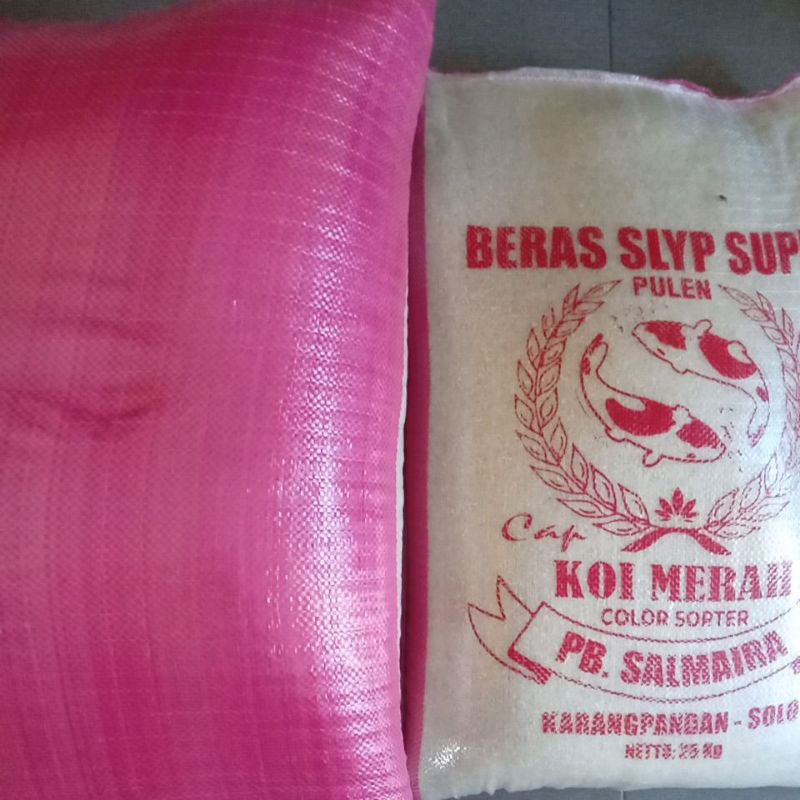 BERAS SLYP SUP
PULEN
Cap
KOI MERAH
COLOR SORTER
PB. SALMAIRA
KARANGPANDAN - SOLO
NETTO: 25 Kg